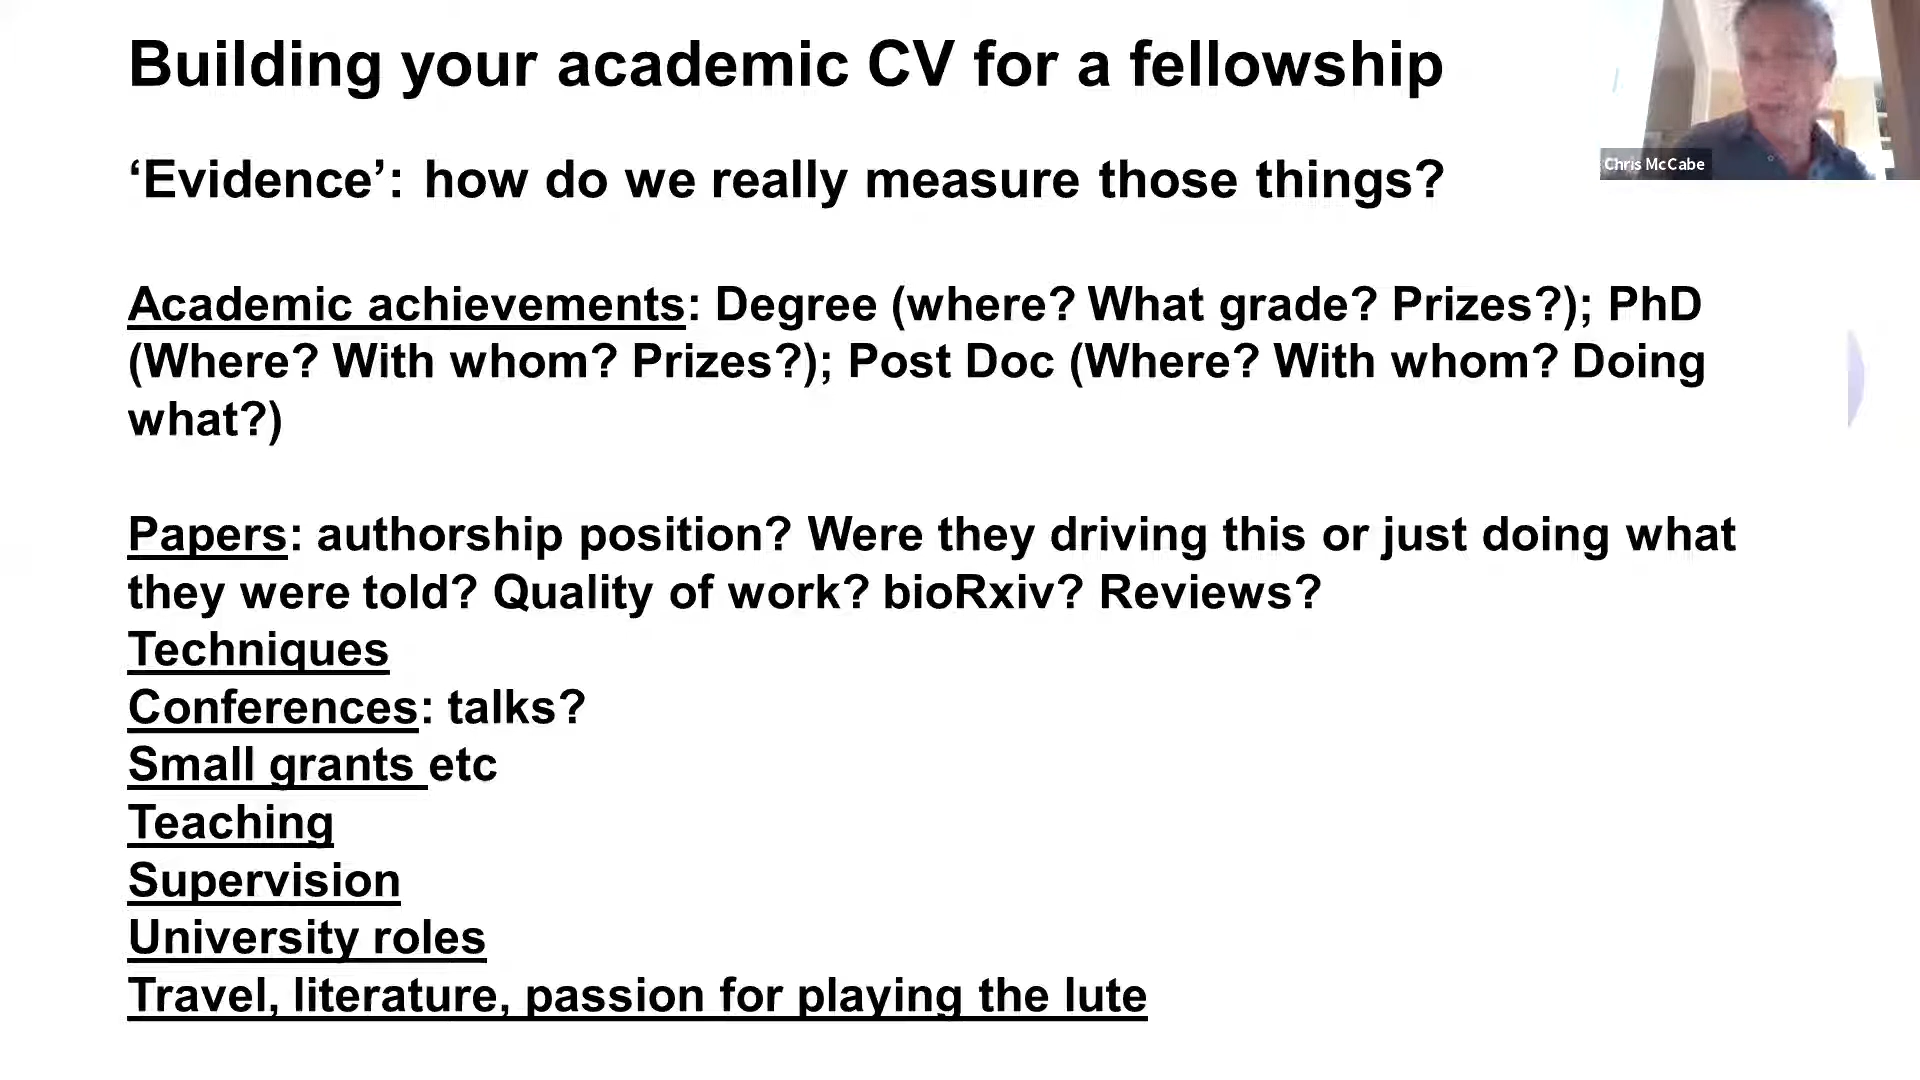 Building your academic CV for a fellowship
Chris McCabe
‘Evidence’: how do we really measure those things?
Academic achievements: Degree (where? What grade? Prizes?); PhD
(Where? With whom? Prizes?); Post Doc (Where? With whom? Doing
what?)
Papers: authorship position? Were they driving this or just doing what
they were told? Quality of work? bioRxiv? Reviews?
Techniques
Conferences: talks?
Small grants etc
Teaching
Supervision
University roles
Travel, literature, passion for playing the lute